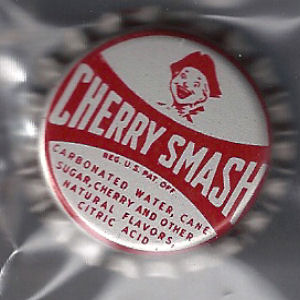 CHERRY SMASH
REG. U.S. PAT. OFF.
CARBONATED WATER, CANE
SUGAR, CHERRY AND OTHER
NATURAL FLAVORS,
CITRIC ACID